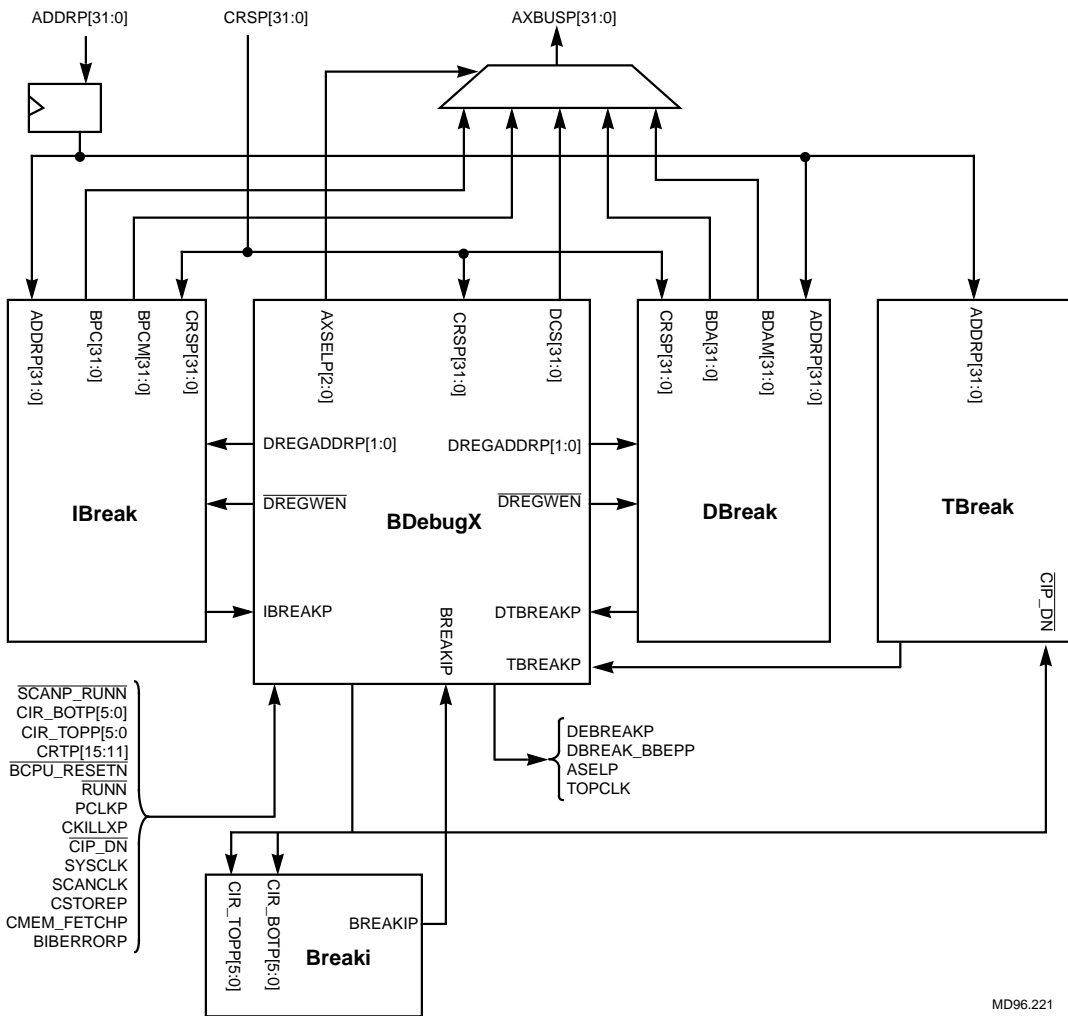 ADDRP[31:0]
CRSP[31:0]
AXBUSP[31:0]
ADDRP[31:0]
BPC[31:0]
BPCM[31:0]
CRSP[31:0]
AXSELP[2:0]
CRSP[31:0]
DCS[31:0]
CRSP[31:0]
BDA[31:0]
BDAM[31:0]
ADDRP[31:0]
ADDRP[31:0]
DREGADDRP[1:0]
DREGADDRP[1:0]
DREGWEN
DREGWEN
IBreak
BDebugX
DBreak
TBreak
CIP_DN
IBREAKP
BREAKIP
DTBREAKP
TBREAKP
SCANP_RUNN
CIR_BOTP[5:0]
CIR_TOPP[5:0
CRTP[15:11]
BCPU_RESETN
RUNN
PCLKP
CKILLXP
CIP_DN
SYSCLK
SCANCLK
CSTOREP
CMEM_FETCHP
BIBERRORP
DEBREAKP
DBREAK_BBEPP
ASELP
TOPCLK
CIR_TOPP[5:0]
CIR_BOTP[5:0]
BREAKIP
Breaki
MD96.221